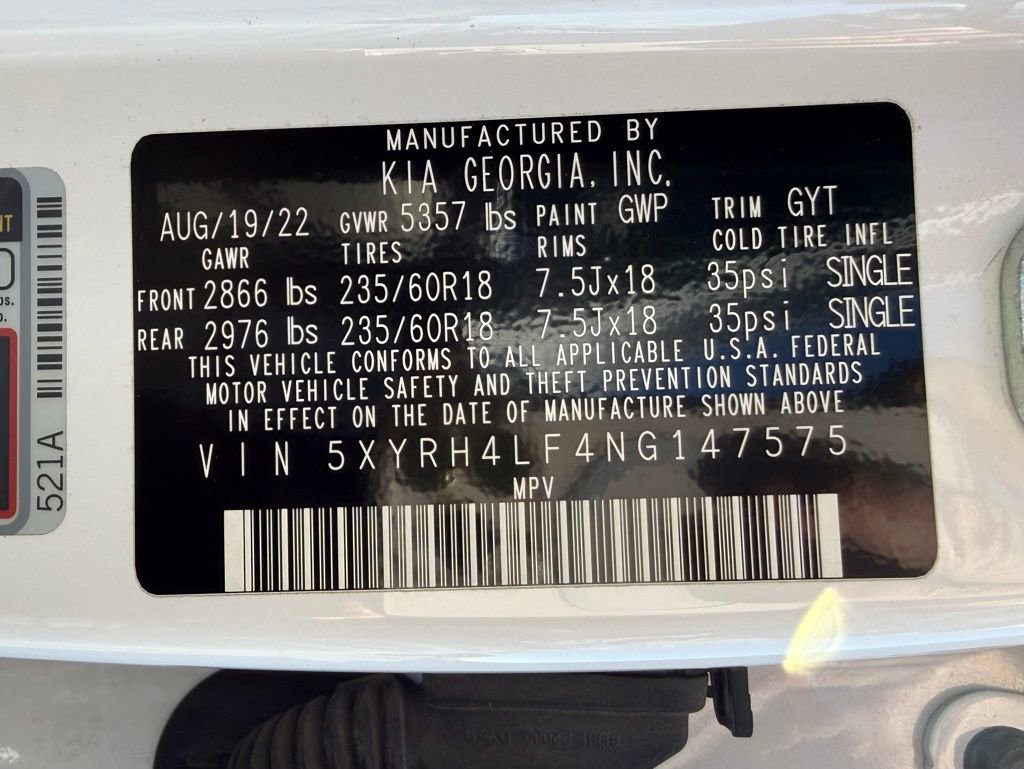 MANUFACTURED BY
KIA GEORGIA, INC.
AUG/19/22 GVWR 5357 lbs PAINT GWP TRIM GYT
GAWR TIRES RIMS COLD TIRE INFL
FRONT 2866 lbs 235/60R18 7.5Jx18 35psi SINGLE
REAR 2976 lbs 235/60R18 7.5Jx18 35psi SINGLE
THIS VEHICLE CONFORMS TO ALL APPLICABLE U.S.A. FEDERAL
MOTOR VEHICLE SAFETY AND THEFT PREVENTION STANDARDS
IN EFFECT ON THE DATE OF MANUFACTURE SHOWN ABOVE
VIN 5XYRH4LF4NG147575
MPV
521A